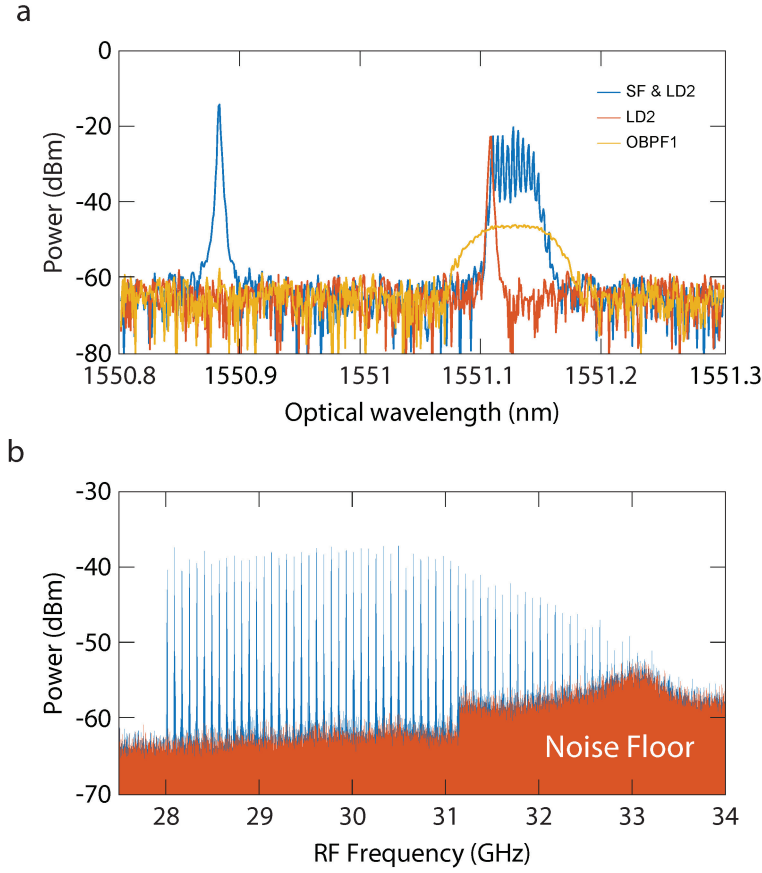 a
0
-20
-40
-60
-80
Power (dBm)
SF & LD2
LD2
OBPF1
1550.8 1550.9 1551 1551.1 1551.2 1551.3
Optical wavelength (nm)
b
-30
-40
-50
-60
-70
Power (dBm)
Noise Floor
28 29 30 31 32 33 34
RF Frequency (GHz)